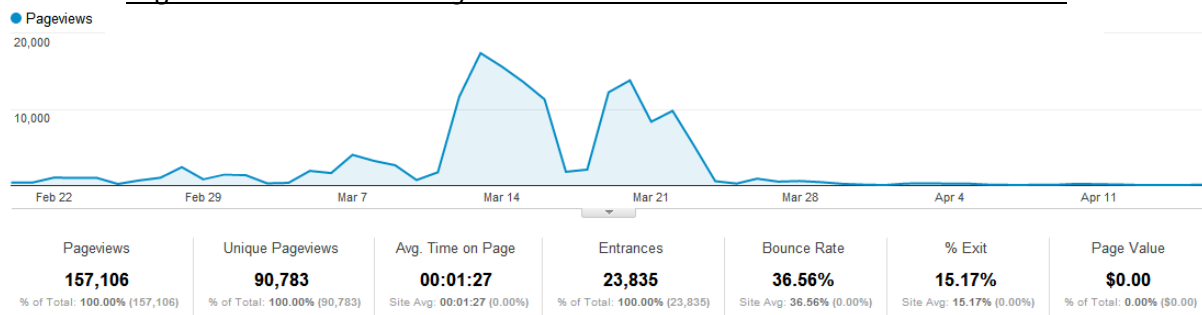 Pageviews
20,000
10,000
Feb 22 Feb 29 Mar 7 Mar 14 Mar 21 Mar 28 Apr 4 Apr 11
Pageviews Unique Pageviews Avg. Time on Page Entrances Bounce Rate % Exit Page Value
157,106 90,783 00:01:27 23,835 36.56% 15.17% $0.00
% of Total: 100.00% (157,106) % of Total: 100.00% (90,783) Site Avg: 00:01:27 (0.00%) % of Total: 100.00% (23,835) Site Avg: 36.56% (0.00%) Site Avg: 15.17% (0.00%) % of Total: 0.00% ($0.00)